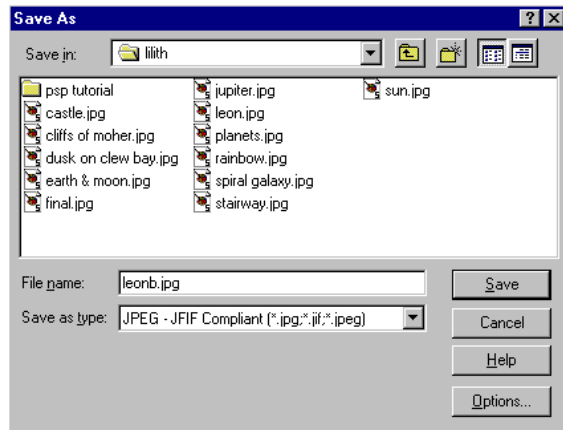 Save As
Save in: lilith
psp tutorial
castle.jpg
cliffs of moher.jpg
dusk on clew bay.jpg
earth & moon.jpg
final.jpg
jupiter.jpg
leon.jpg
planets.jpg
rainbow.jpg
spiral galaxy.jpg
stairway.jpg
sun.jpg
File name: leonb.jpg
Save
Save as type: JPEG - JFIF Compliant (*.jpg;*.jif;*.jpeg)
Cancel
Help
Options...